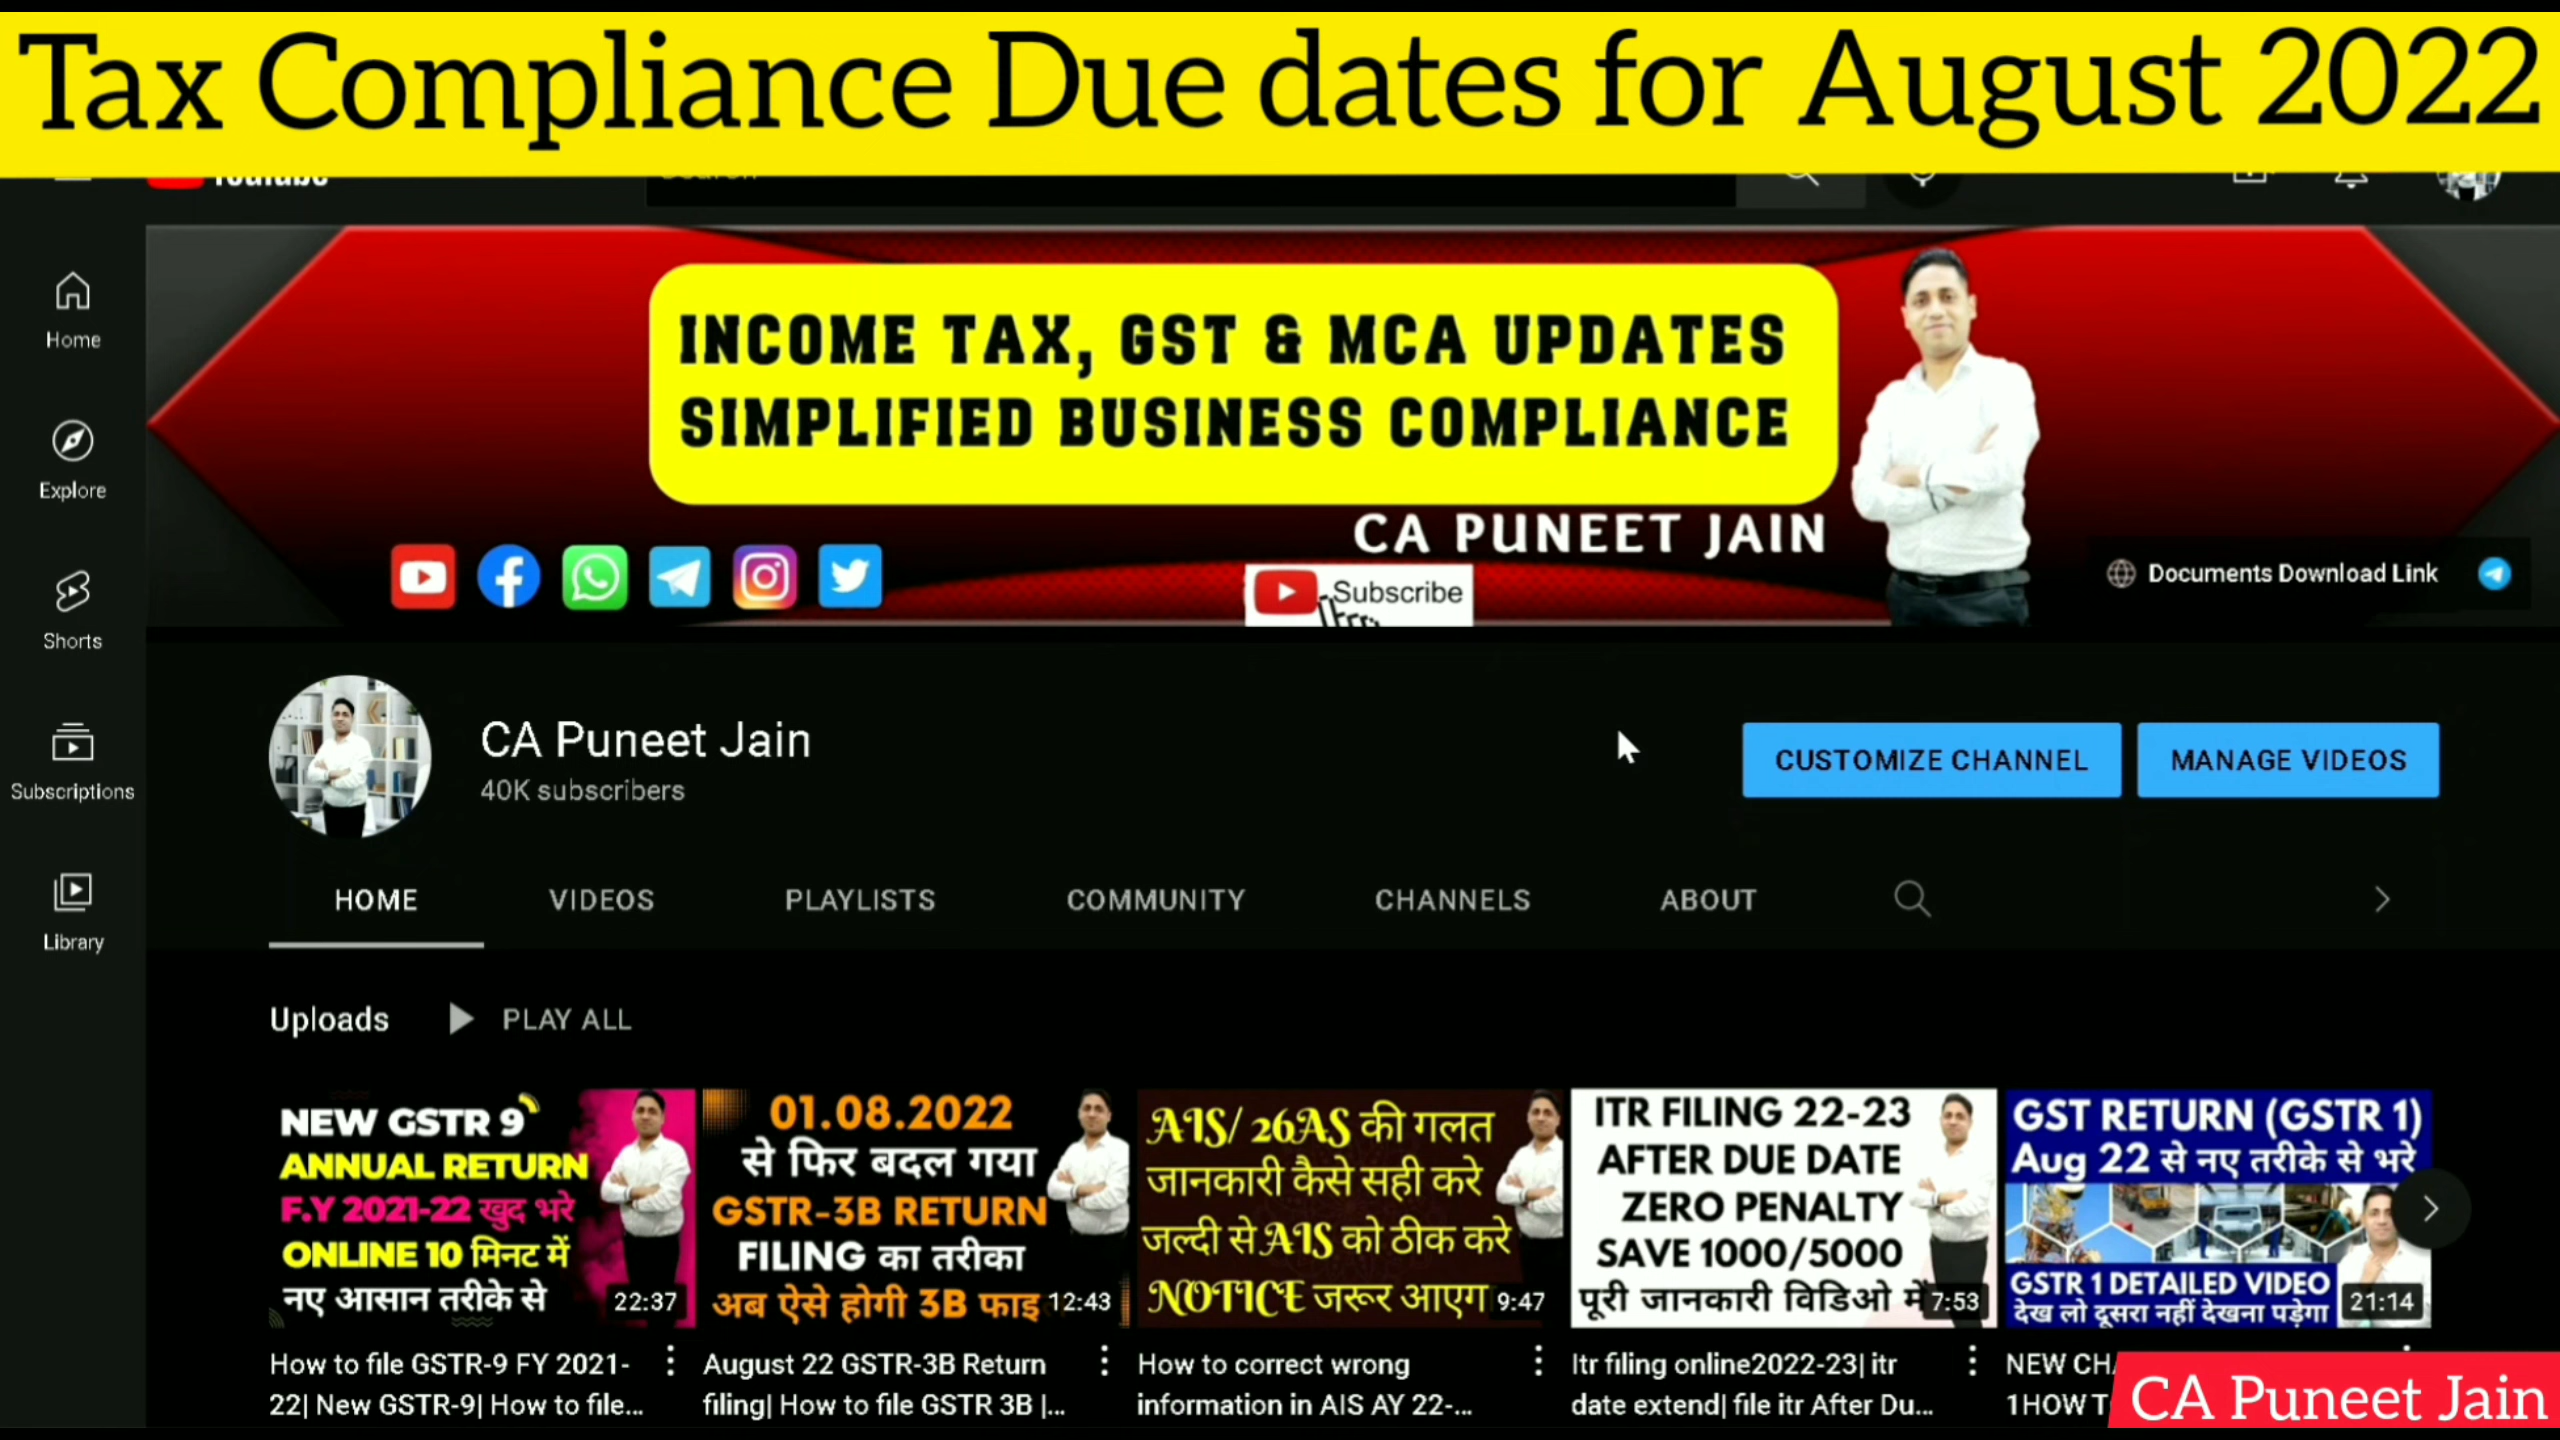 Tax Compliance Due dates for August 2022
YouTube
Search
INCOME TAX, GST & MCA UPDATES
SIMPLIFIED BUSINESS COMPLIANCE
CA PUNEET JAIN
Subscribe
Documents Download Link
Home
Explore
Shorts
Subscriptions
Library
CA Puneet Jain
40K subscribers
CUSTOMIZE CHANNEL
MANAGE VIDEOS
HOME VIDEOS PLAYLISTS COMMUNITY CHANNELS ABOUT
Uploads PLAY ALL
NEW GSTR 9
ANNUAL RETURN
F.Y 2021-22 खुद भरे
ONLINE 10 मिनट में
नए आसान तरीके से
22:37
How to file GSTR-9 FY 2021-
22| New GSTR-9| How to file...
01.08.2022
से फिर बदल गया
GSTR-3B RETURN
FILING का तरीका
अब ऐसे होगी 3B फाइ
12:43
August 22 GSTR-3B Return
filing| How to file GSTR 3B |...
AIS/ 26AS की गलत
जानकारी कैसे सही करे
जल्दी से AIS को ठीक करे
NOTICE जरूर आएग
9:47
How to correct wrong
information in AIS AY 22-...
ITR FILING 22-23
AFTER DUE DATE
ZERO PENALTY
SAVE 1000/5000
पूरी जानकारी विडिओ में
7:53
Itr filing online2022-23| itr
date extend| file itr After Du...
GST RETURN (GSTR 1)
Aug 22 से नए तरीके से भरे
GSTR 1 DETAILED VIDEO
देख लो दूसरा नहीं देखना पड़ेगा
21:14
NEW CHA
1HOW T
CA Puneet Jain